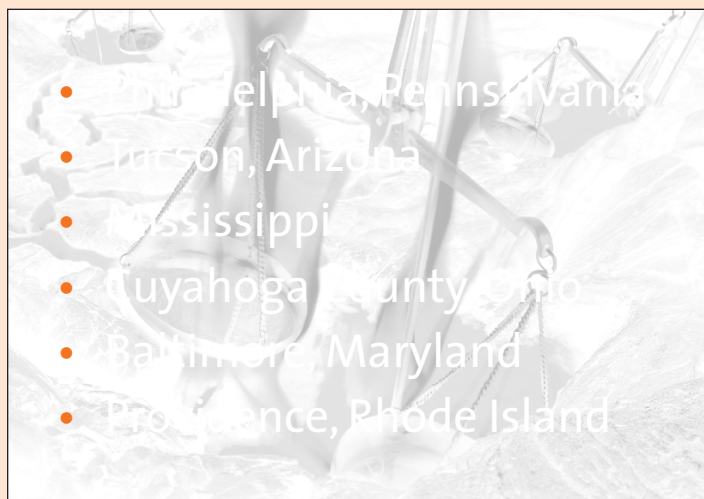 • Philadelphia, Pennsylvania
• Tucson, Arizona
• Mississippi
• Cuyahoga County, Ohio
• Baltimore, Maryland
• Providence, Rhode Island